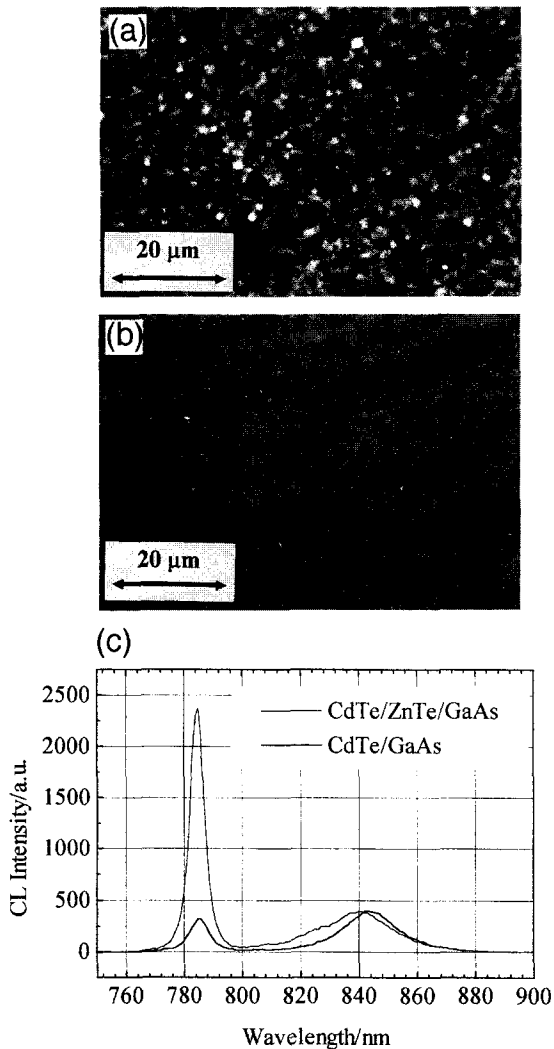 (a)
20 µm
(b)
20 µm
(c)
2500
2000
1500
1000
500
0
CL Intensity/a.u.
CdTe/ZnTe/GaAs
CdTe/GaAs
760 780 800 820 840 860 880 900
Wavelength/nm